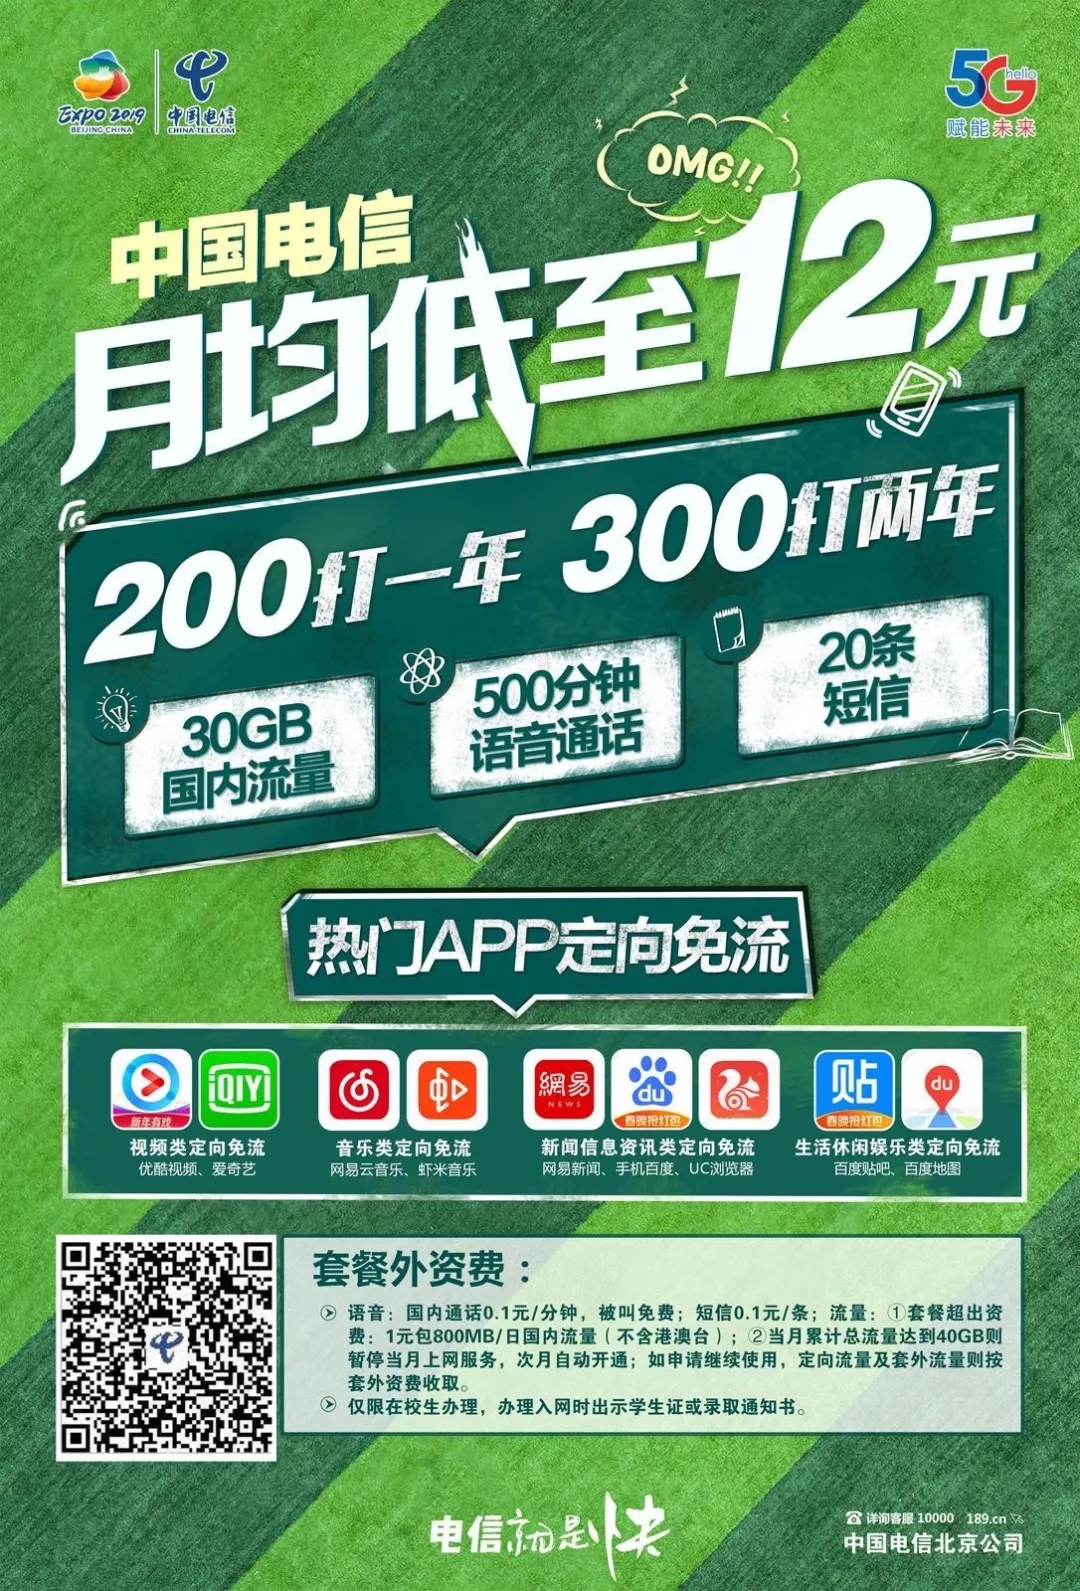 EXPO 2019
BEIJING·CHINA
中国电信
CHINA TELECOM
5G
hello
赋能未来
OMG!!
中国电信
月均低至12元
200打一年 300打两年
30GB
国内流量
500分钟
语音通话
20条
短信
热门APP定向免流
新年有戏
iQIYI
網易
NEWS
du
春晚抢红包
贴
春晚抢红包
du
视频类定向免流
优酷视频、爱奇艺
音乐类定向免流
网易云音乐、虾米音乐
新闻信息资讯类定向免流
网易新闻、手机百度、UC浏览器
生活休闲娱乐类定向免流
百度贴吧、百度地图
套餐外资费：
语音：国内通话0.1元/分钟，被叫免费；短信0.1元/条；流量：①套餐超出资
费：1元包800MB/日国内流量（不含港澳台）；②当月累计总流量达到40GB则
暂停当月上网服务，次月自动开通；如申请继续使用，定向流量及套外流量则按
套外资费收取。
仅限在校生办理，办理入网时出示学生证或录取通知书。
电信就是快
详询客服 10000 189.cn
中国电信北京公司